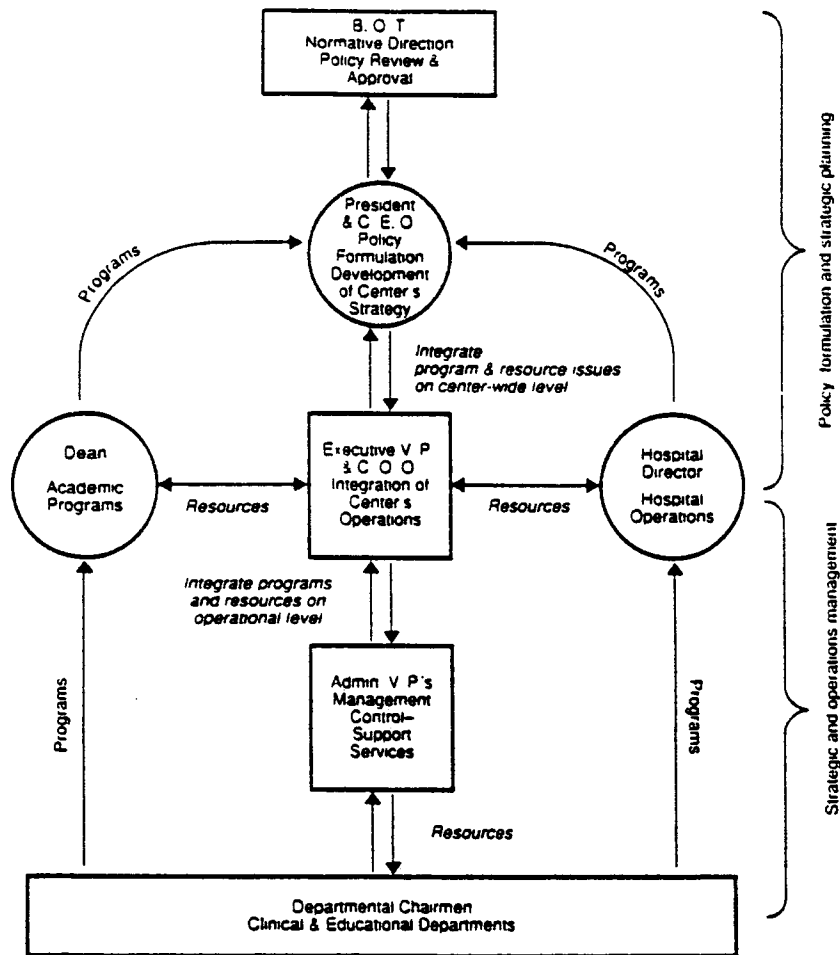 B. O T
Normative Direction
Policy Review &
Approval
President
& C E. O
Policy
Formulation
Development
of Center s
Strategy
Programs
Programs
Integrate
program & resource issues
on center-wide level
Dean
Academic
Programs
Resources
Executive V P
& C O O
Integration of
Center s
Operations
Resources
Hospital
Director
Hospital
Operations
Integrate programs
and resources on
operational level
Admin V P's
Management
Control-
Support
Services
Programs
Programs
Resources
Departmental Chairmen
Clinical & Educational Departments
Policy formulation and strategic planning
Strategic and operations management